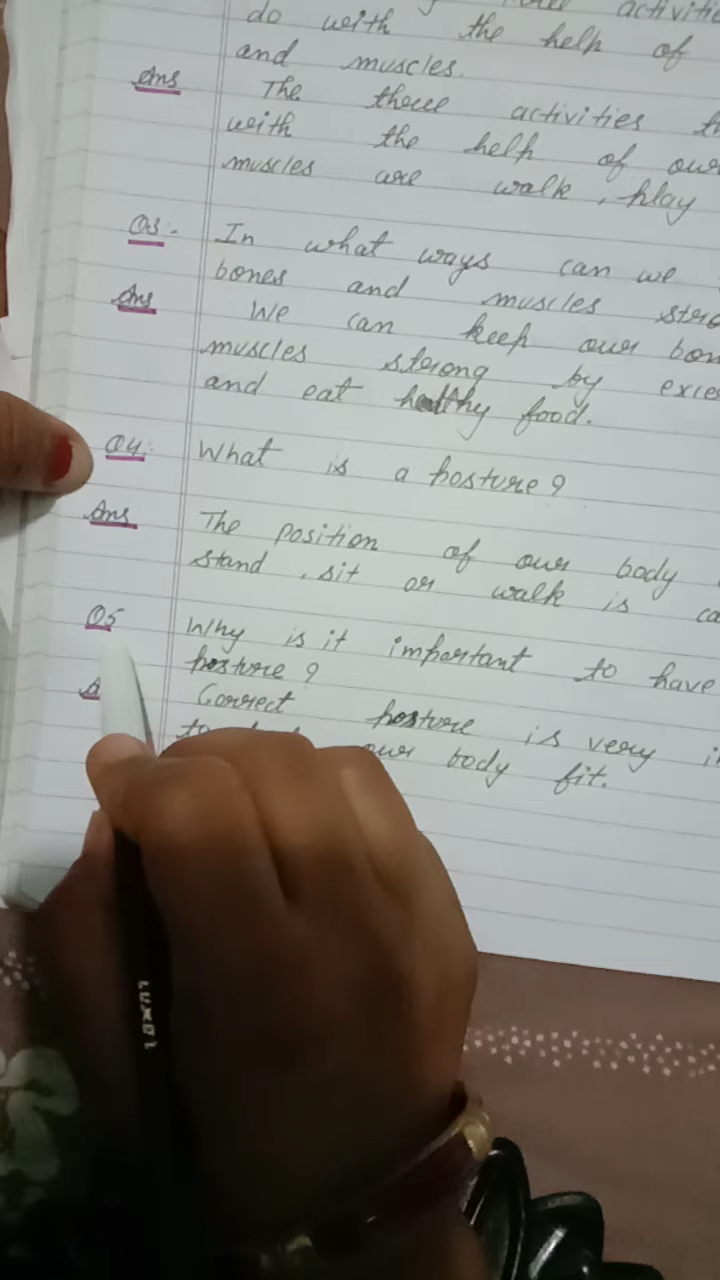 activities
do with the help of
and muscles.
Ans The three activities
with the help of our
muscles are walk, play
Q3:- In what ways can we
bones and muscles
Ans We can keep our
muscles strong by
and eat healthy food.
Q4: What is a posture?
Ans The position of our body
stand, sit or walk is
Q5 Why is it important to have
posture?
Correct posture is very
to our body fit.
LUXOR